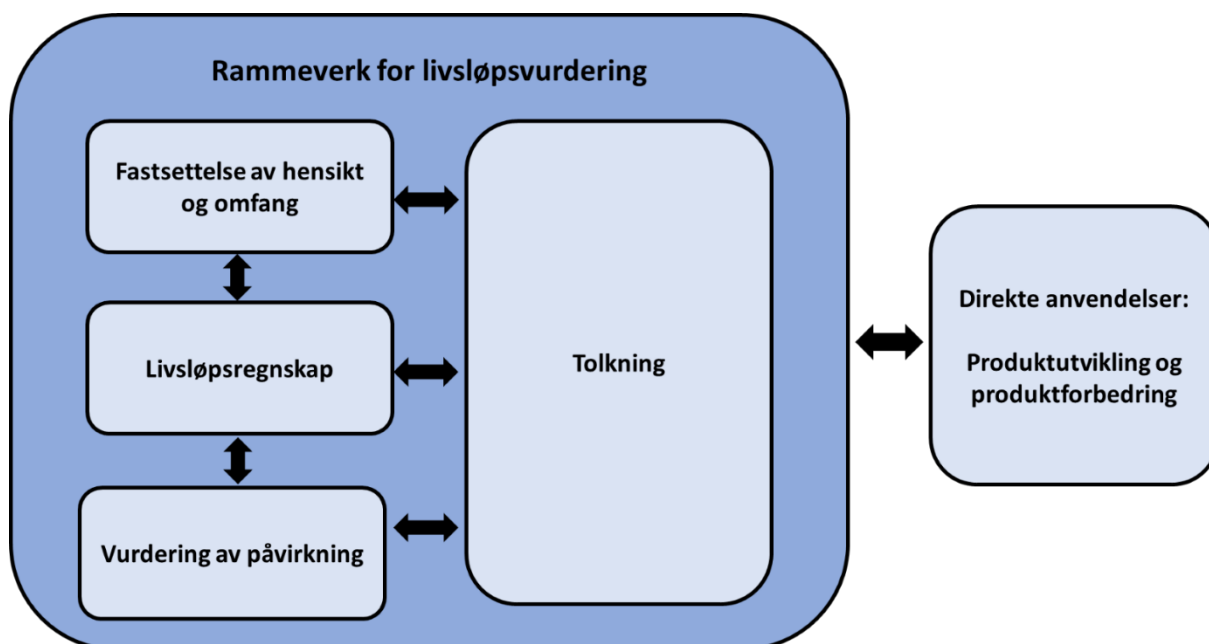 Rammeverk for livsløpsvurdering
Fastsettelse av hensikt
og omfang
Livsløpsregnskap
Vurdering av påvirkning
Tolkning
Direkte anvendelser:
Produktutvikling og
produktforbedring